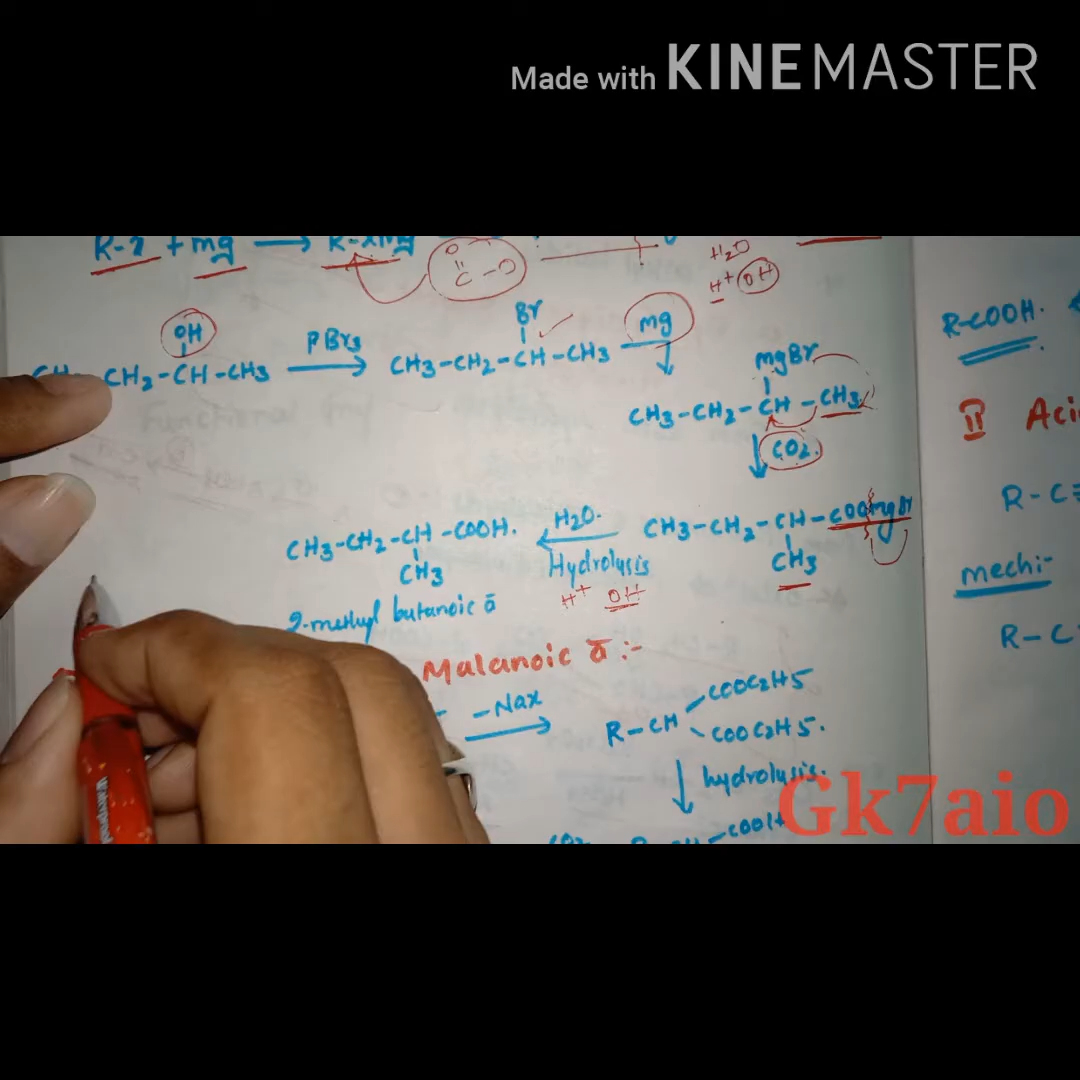 Made with KINEMASTER
R-X + mg → R-xmg
O
||
C - O
H2O
H+ OH
OH
PBr3
Br
mg
CH3-CH2-CH-CH3
CH2-CH-CH3
R-COOH.
mgBr
CH3-CH2-CH-CH3
CO2.
II Aci
R-C
CH3-CH2-CH-COOH.
H2O.
CH3-CH2-CH-COOmgBr
CH3
Hydrolysis
CH3
mechi:-
H+ OH
2-methyl butanoic ā
R-C
Malanoic ā :-
-Nax
R-CH
COOC2H5
COOC2H5.
hydrolysis.
Gk7aio
CO2
COOH